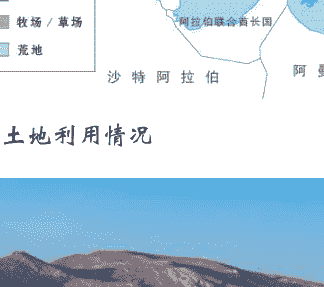 阿拉伯联合酋长国
牧场 / 草场
荒地
沙特阿拉伯
阿曼
土地利用情况